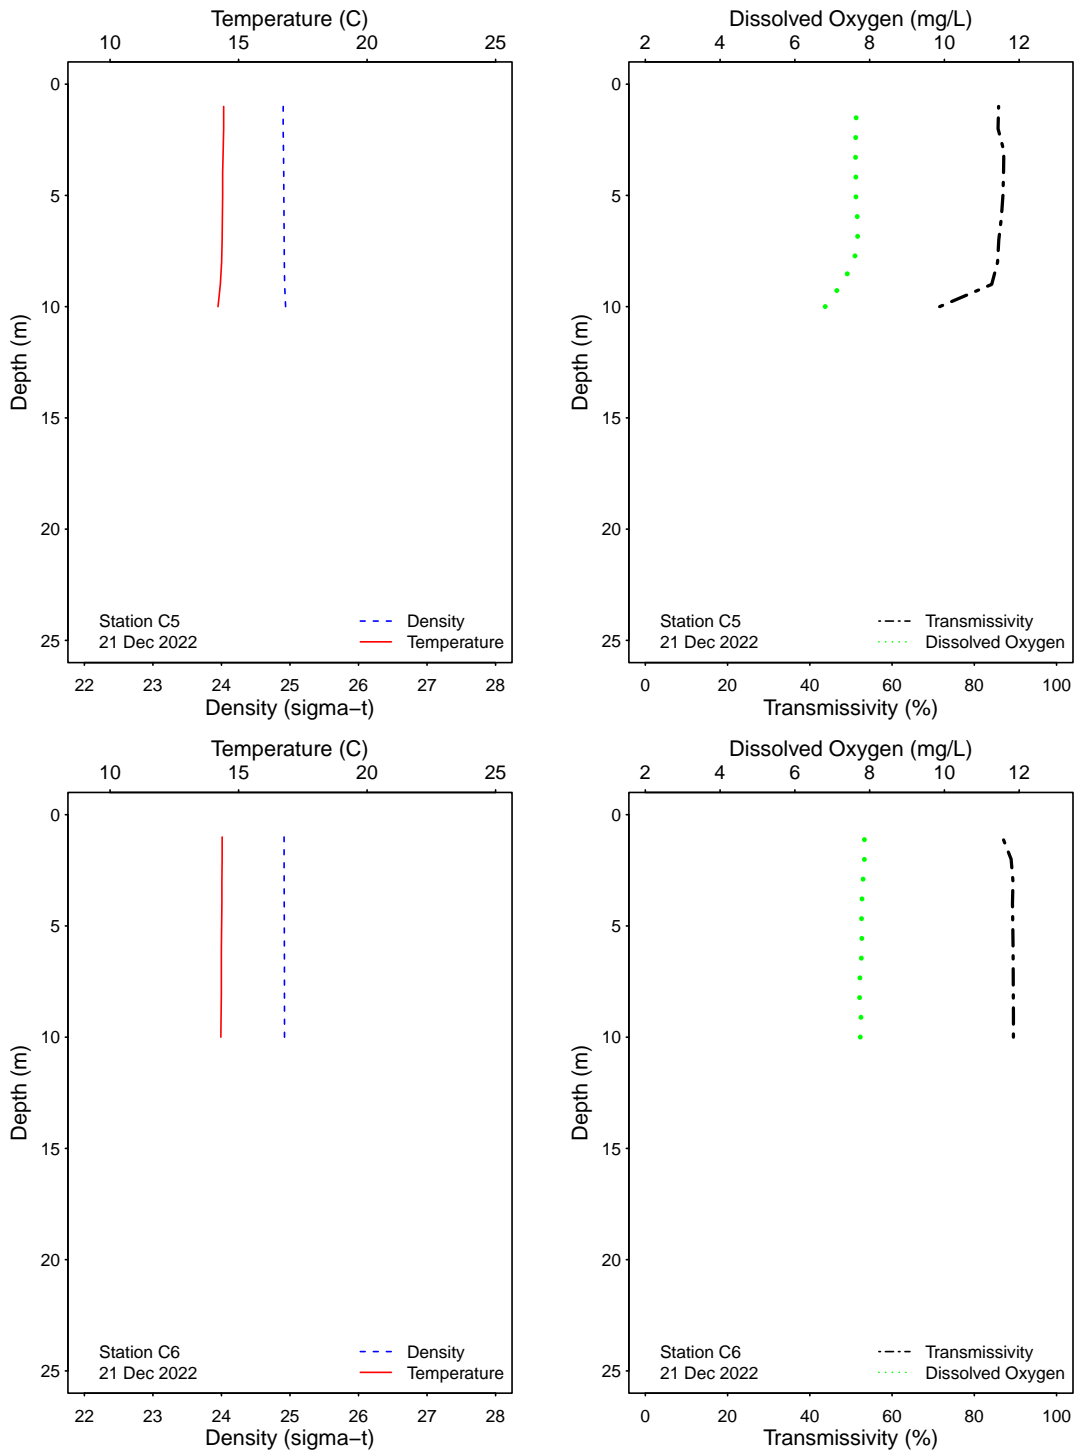 Temperature (C)
10 15 20 25
0
5
10
15
20
25
Depth (m)
Station C5
21 Dec 2022
Density
Temperature
22 23 24 25 26 27 28
Density (sigma−t)
Dissolved Oxygen (mg/L)
2 4 6 8 10 12
0
5
10
15
20
25
Depth (m)
Station C5
21 Dec 2022
Transmissivity
Dissolved Oxygen
0 20 40 60 80 100
Transmissivity (%)
Temperature (C)
10 15 20 25
0
5
10
15
20
25
Depth (m)
Station C6
21 Dec 2022
Density
Temperature
22 23 24 25 26 27 28
Density (sigma−t)
Dissolved Oxygen (mg/L)
2 4 6 8 10 12
0
5
10
15
20
25
Depth (m)
Station C6
21 Dec 2022
Transmissivity
Dissolved Oxygen
0 20 40 60 80 100
Transmissivity (%)